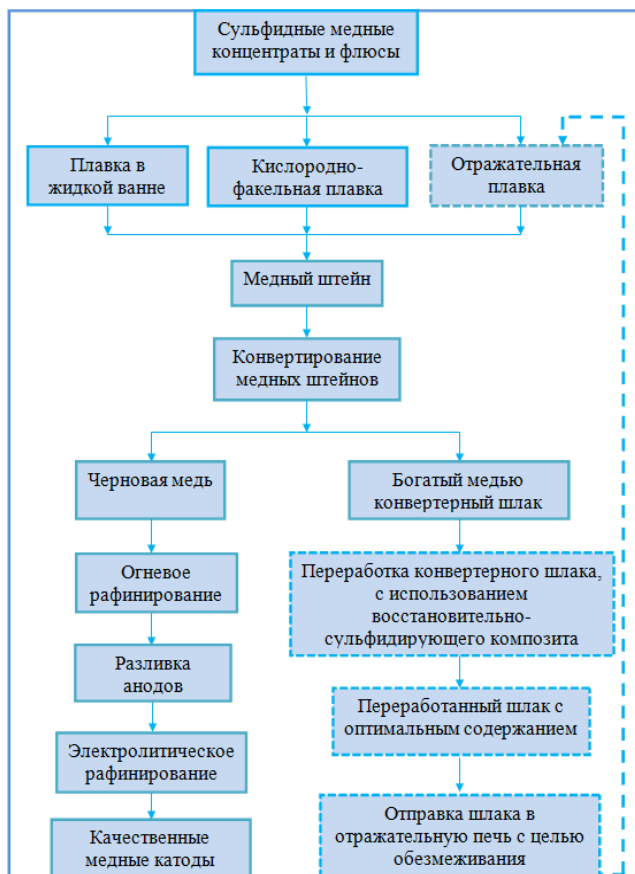 Сульфидные медные
концентраты и флюсы
Плавка в
жидкой ванне
Кислородно-
факельная плавка
Отражательная
плавка
Медный штейн
Конвертирование
медных штейнов
Черновая медь
Богатый медью
конвертерный шлак
Огневое
рафинирование
Переработка конвертерного шлака,
с использованием
восстановительно-
сульфидирующего композита
Разливка
анодов
Переработанный шлак с
оптимальным содержанием
Электролитическое
рафинирование
Качественные
медные катоды
Отправка шлака в
отражательную печь с целью
обезмеживания